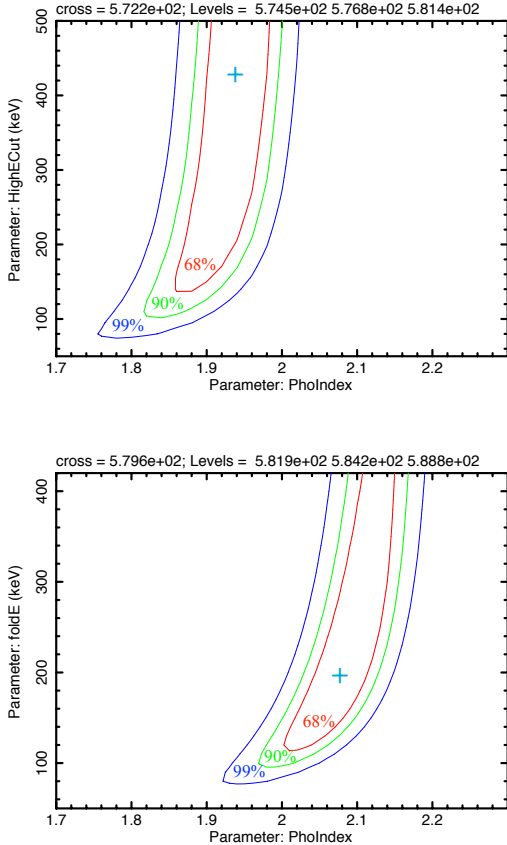 cross = 5.722e+02; Levels = 5.745e+02 5.768e+02 5.814e+02
500
400
300
200
100
Parameter: HighECut (keV)
68%
90%
99%
1.7 1.8 1.9 2 2.1 2.2
Parameter: PhoIndex
cross = 5.796e+02; Levels = 5.819e+02 5.842e+02 5.888e+02
400
300
200
100
Parameter: foldE (keV)
68%
90%
99%
1.7 1.8 1.9 2 2.1 2.2
Parameter: PhoIndex